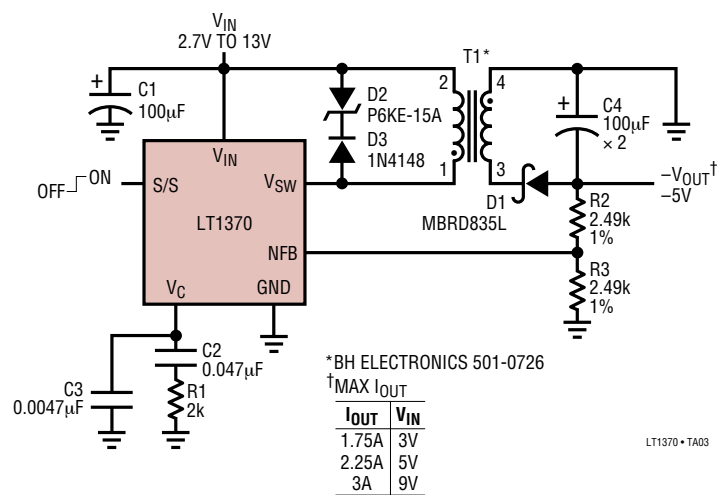 VIN
2.7V TO 13V
T1*
+
C1
100μF
D2
P6KE-15A
D3
1N4148
2
4
1
3
+
C4
100μF
× 2
OFF ON
VIN
S/S
VSW
LT1370
NFB
VC
GND
D1
MBRD835L
–VOUT†
–5V
R2
2.49k
1%
R3
2.49k
1%
C2
0.047μF
R1
2k
C3
0.0047μF
*BH ELECTRONICS 501-0726
†MAX IOUT
IOUT VIN
1.75A 3V
2.25A 5V
3A 9V
LT1370 • TA03